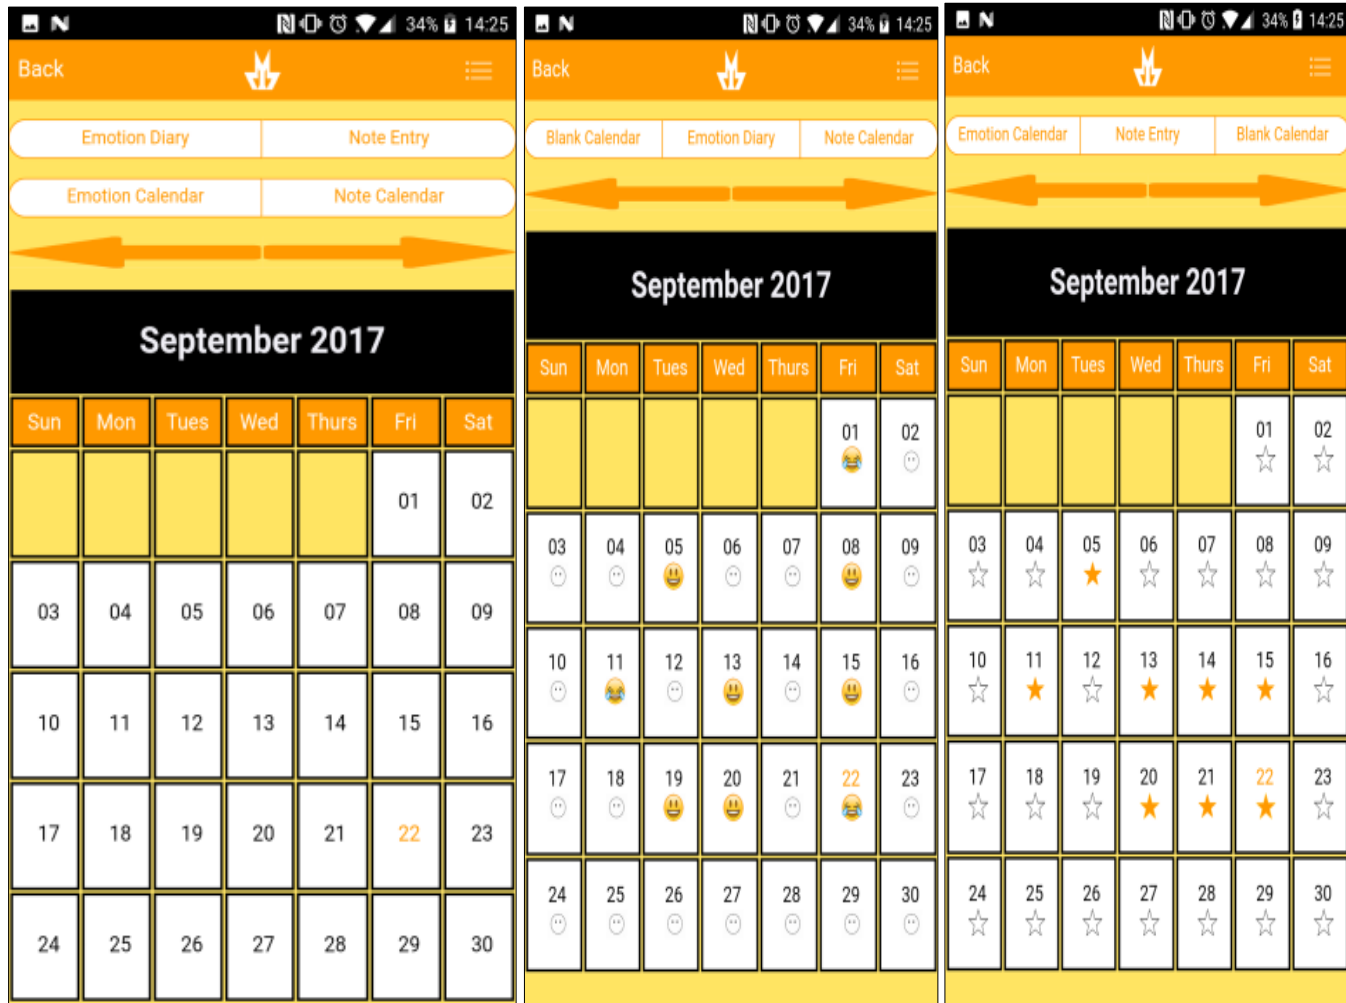 34% 14:25
Back
Emotion Diary Note Entry
Emotion Calendar Note Calendar
September 2017
Sun Mon Tues Wed Thurs Fri Sat
01 02
03 04 05 06 07 08 09
10 11 12 13 14 15 16
17 18 19 20 21 22 23
24 25 26 27 28 29 30
34% 14:25
Back
Blank Calendar Emotion Diary Note Calendar
September 2017
Sun Mon Tues Wed Thurs Fri Sat
01 02
03 04 05 06 07 08 09
10 11 12 13 14 15 16
17 18 19 20 21 22 23
24 25 26 27 28 29 30
34% 14:25
Back
Emotion Calendar Note Entry Blank Calendar
September 2017
Sun Mon Tues Wed Thurs Fri Sat
01 02
03 04 05 06 07 08 09
10 11 12 13 14 15 16
17 18 19 20 21 22 23
24 25 26 27 28 29 30